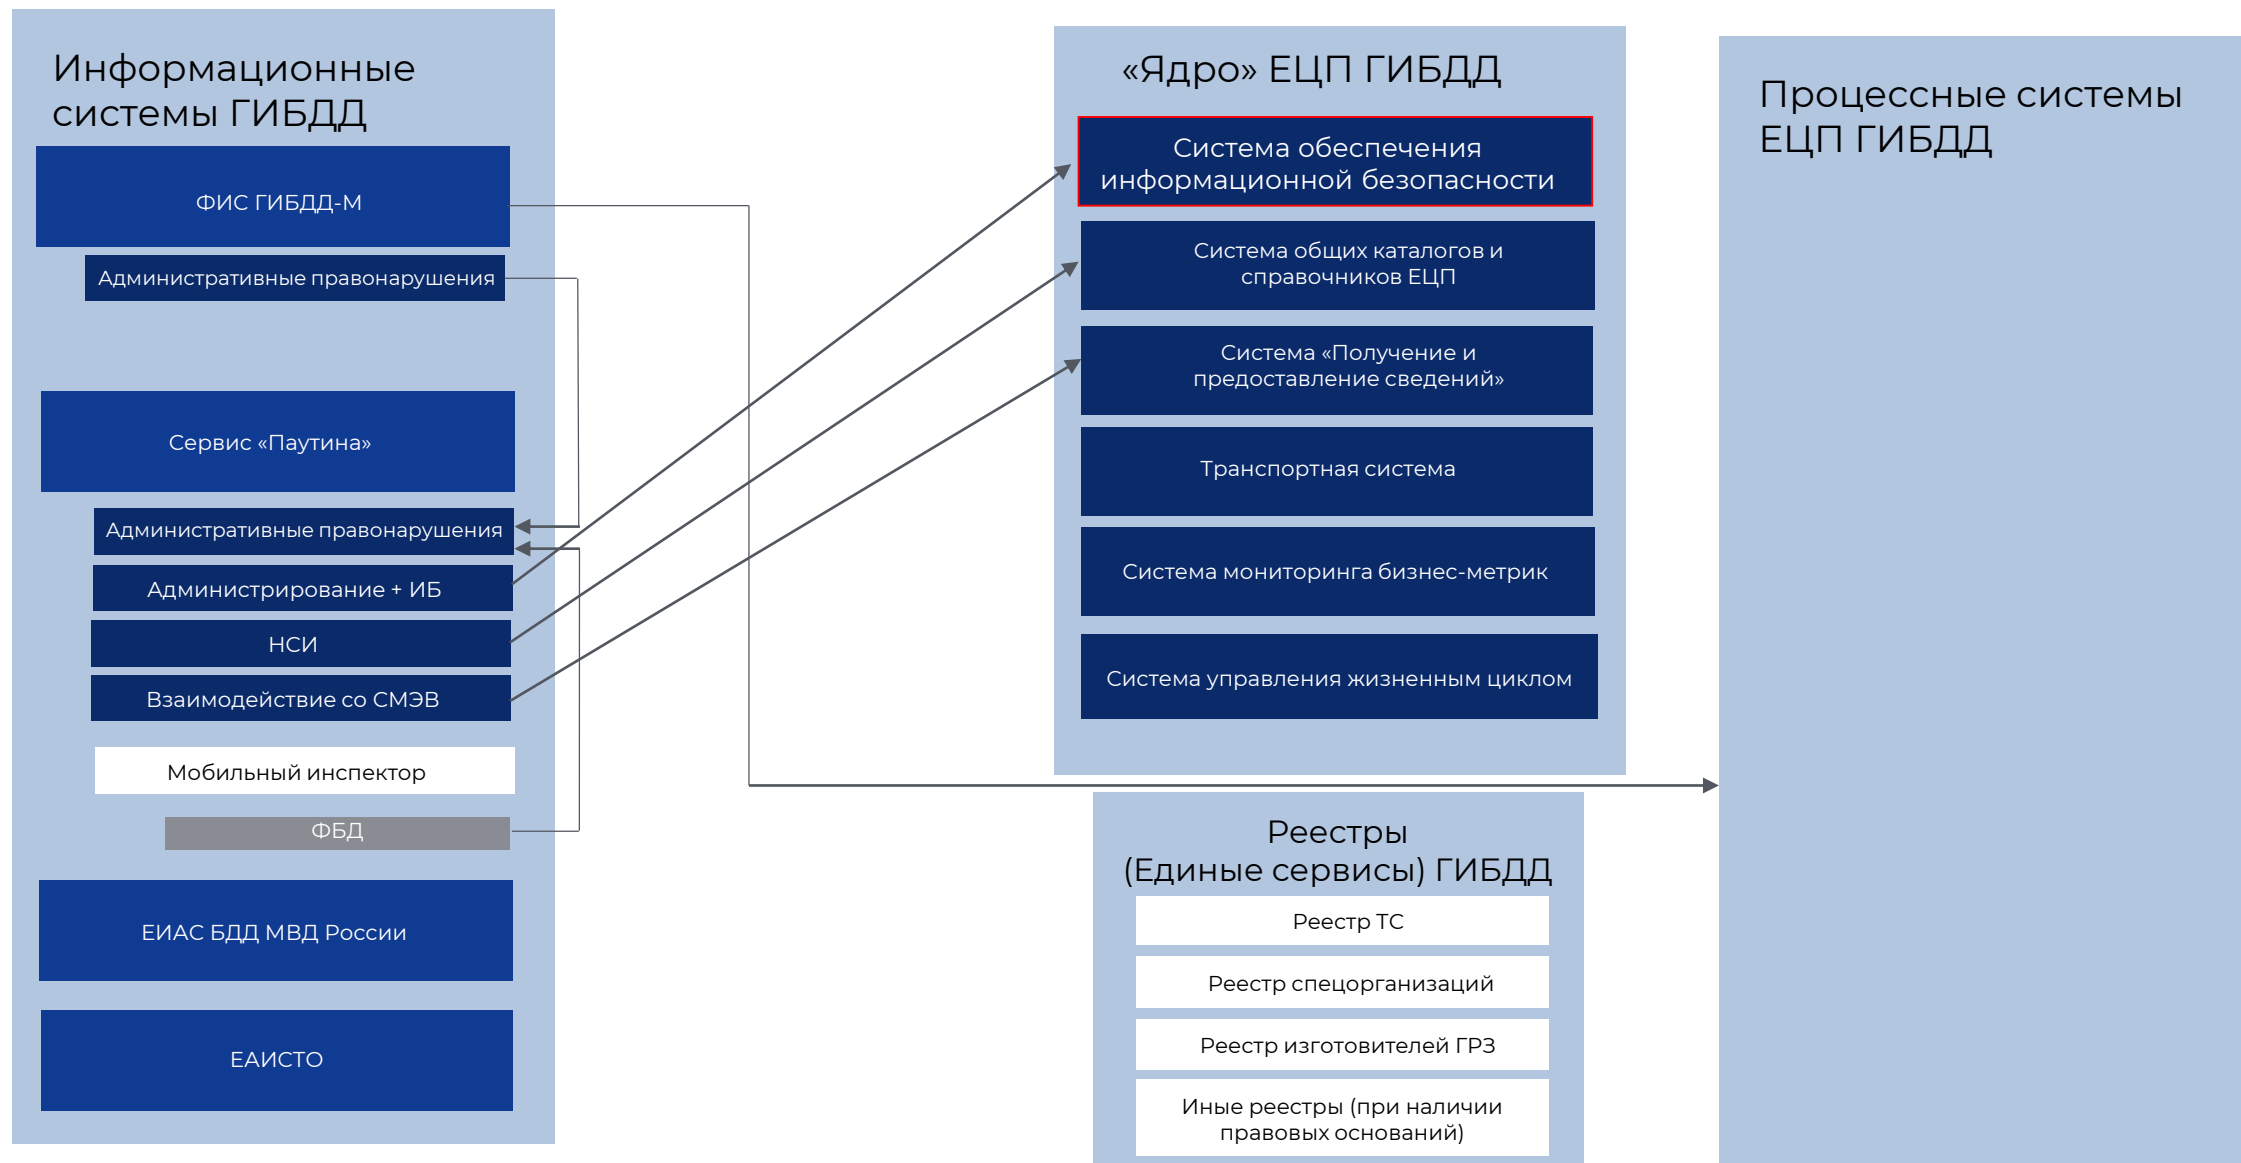 Информационные
системы ГИБДД
ФИС ГИБДД-М
Административные правонарушения
Сервис «Паутина»
Административные правонарушения
Администрирование + ИБ
НСИ
Взаимодействие со СМЭВ
Мобильный инспектор
ФБД
ЕИАС БДД МВД России
ЕАИСТО
«Ядро» ЕЦП ГИБДД
Система обеспечения
информационной безопасности
Система общих каталогов и
справочников ЕЦП
Система «Получение и
предоставление сведений»
Транспортная система
Система мониторинга бизнес-метрик
Система управления жизненным циклом
Реестры
(Единые сервисы) ГИБДД
Реестр ТС
Реестр спецорганизаций
Реестр изготовителей ГРЗ
Иные реестры (при наличии
правовых оснований)
Процессные системы
ЕЦП ГИБДД